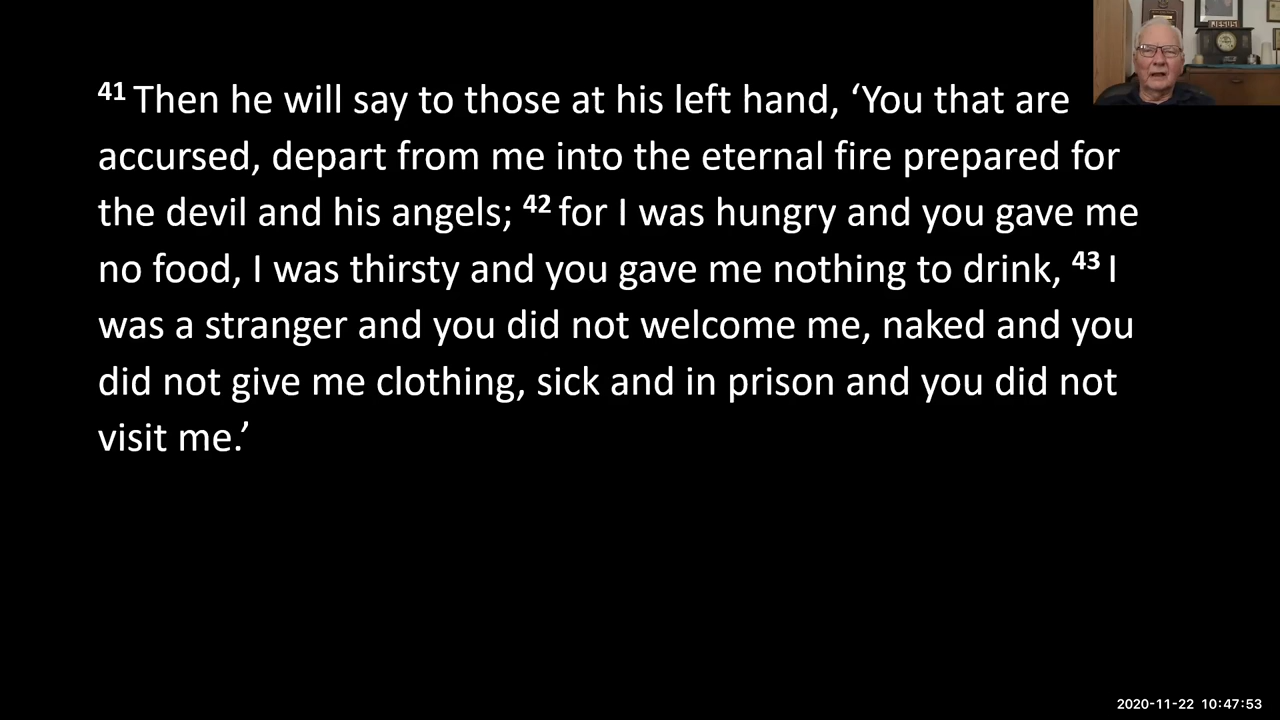 41 Then he will say to those at his left hand, ‘You that are
accursed, depart from me into the eternal fire prepared for
the devil and his angels; 42 for I was hungry and you gave me
no food, I was thirsty and you gave me nothing to drink, 43 I
was a stranger and you did not welcome me, naked and you
did not give me clothing, sick and in prison and you did not
visit me.’
JESUS
2020-11-22 10:47:53